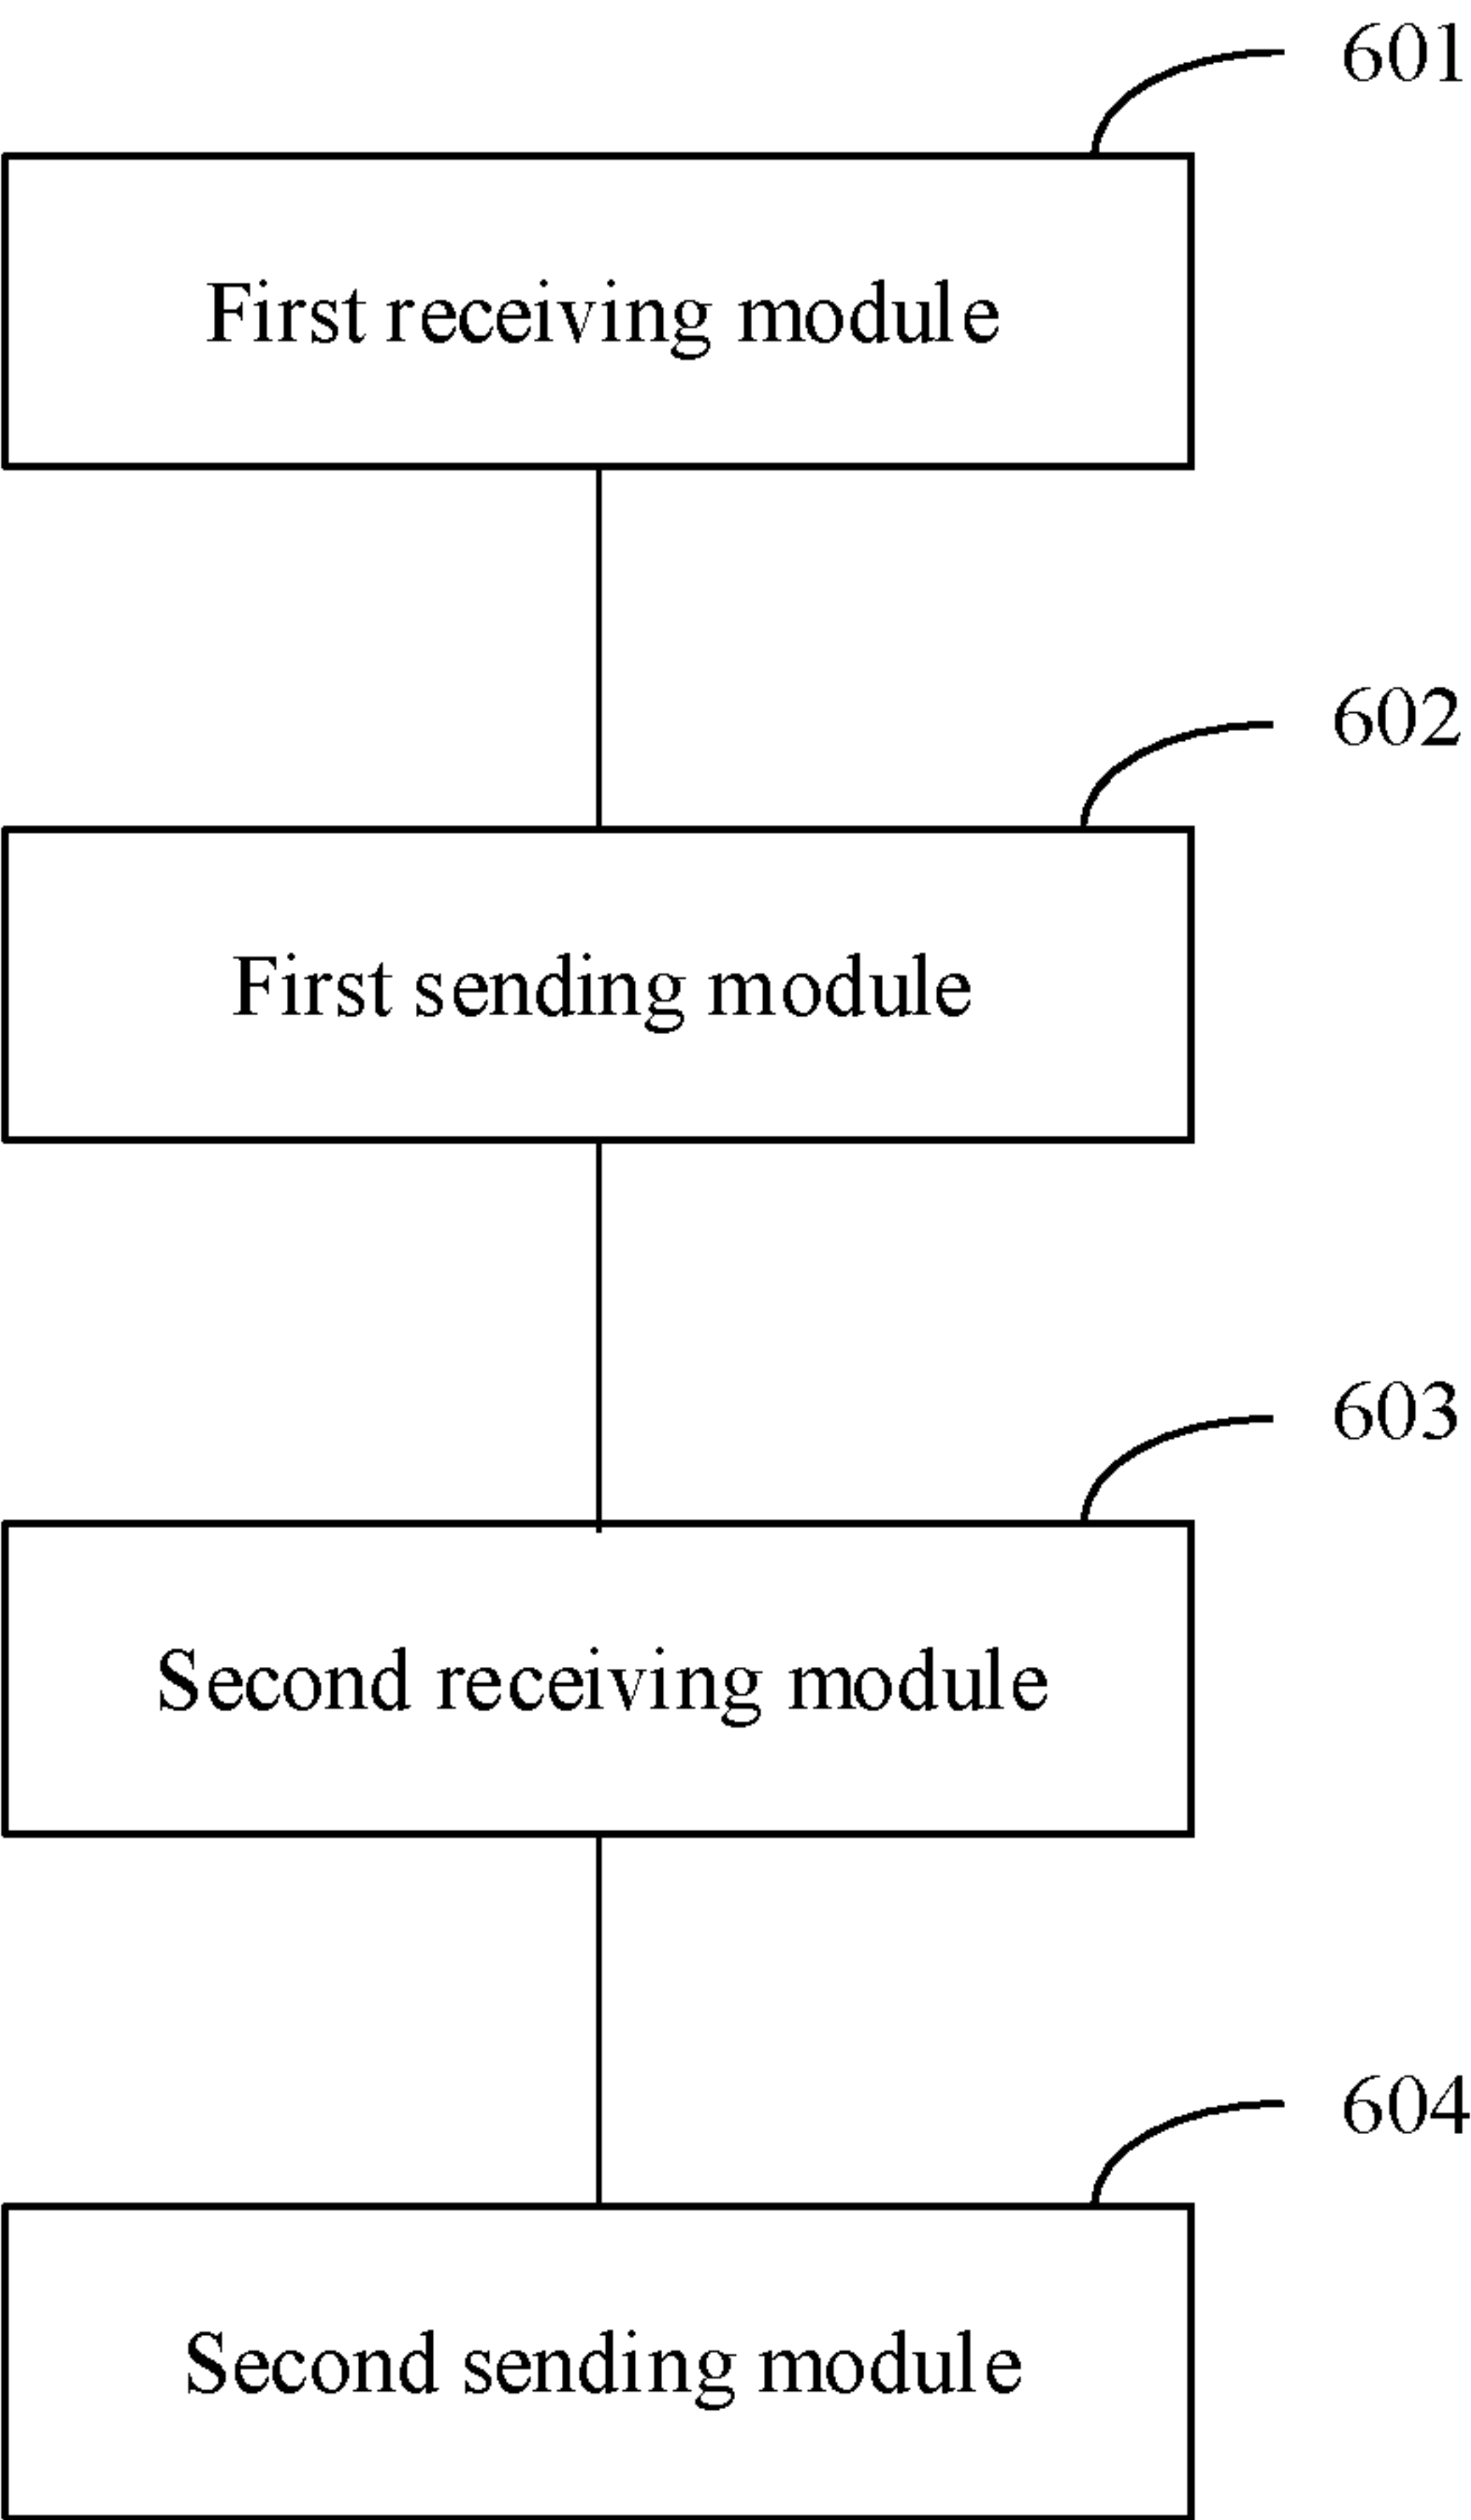 601
First receiving module
602
First sending module
603
Second receiving module
604
Second sending module